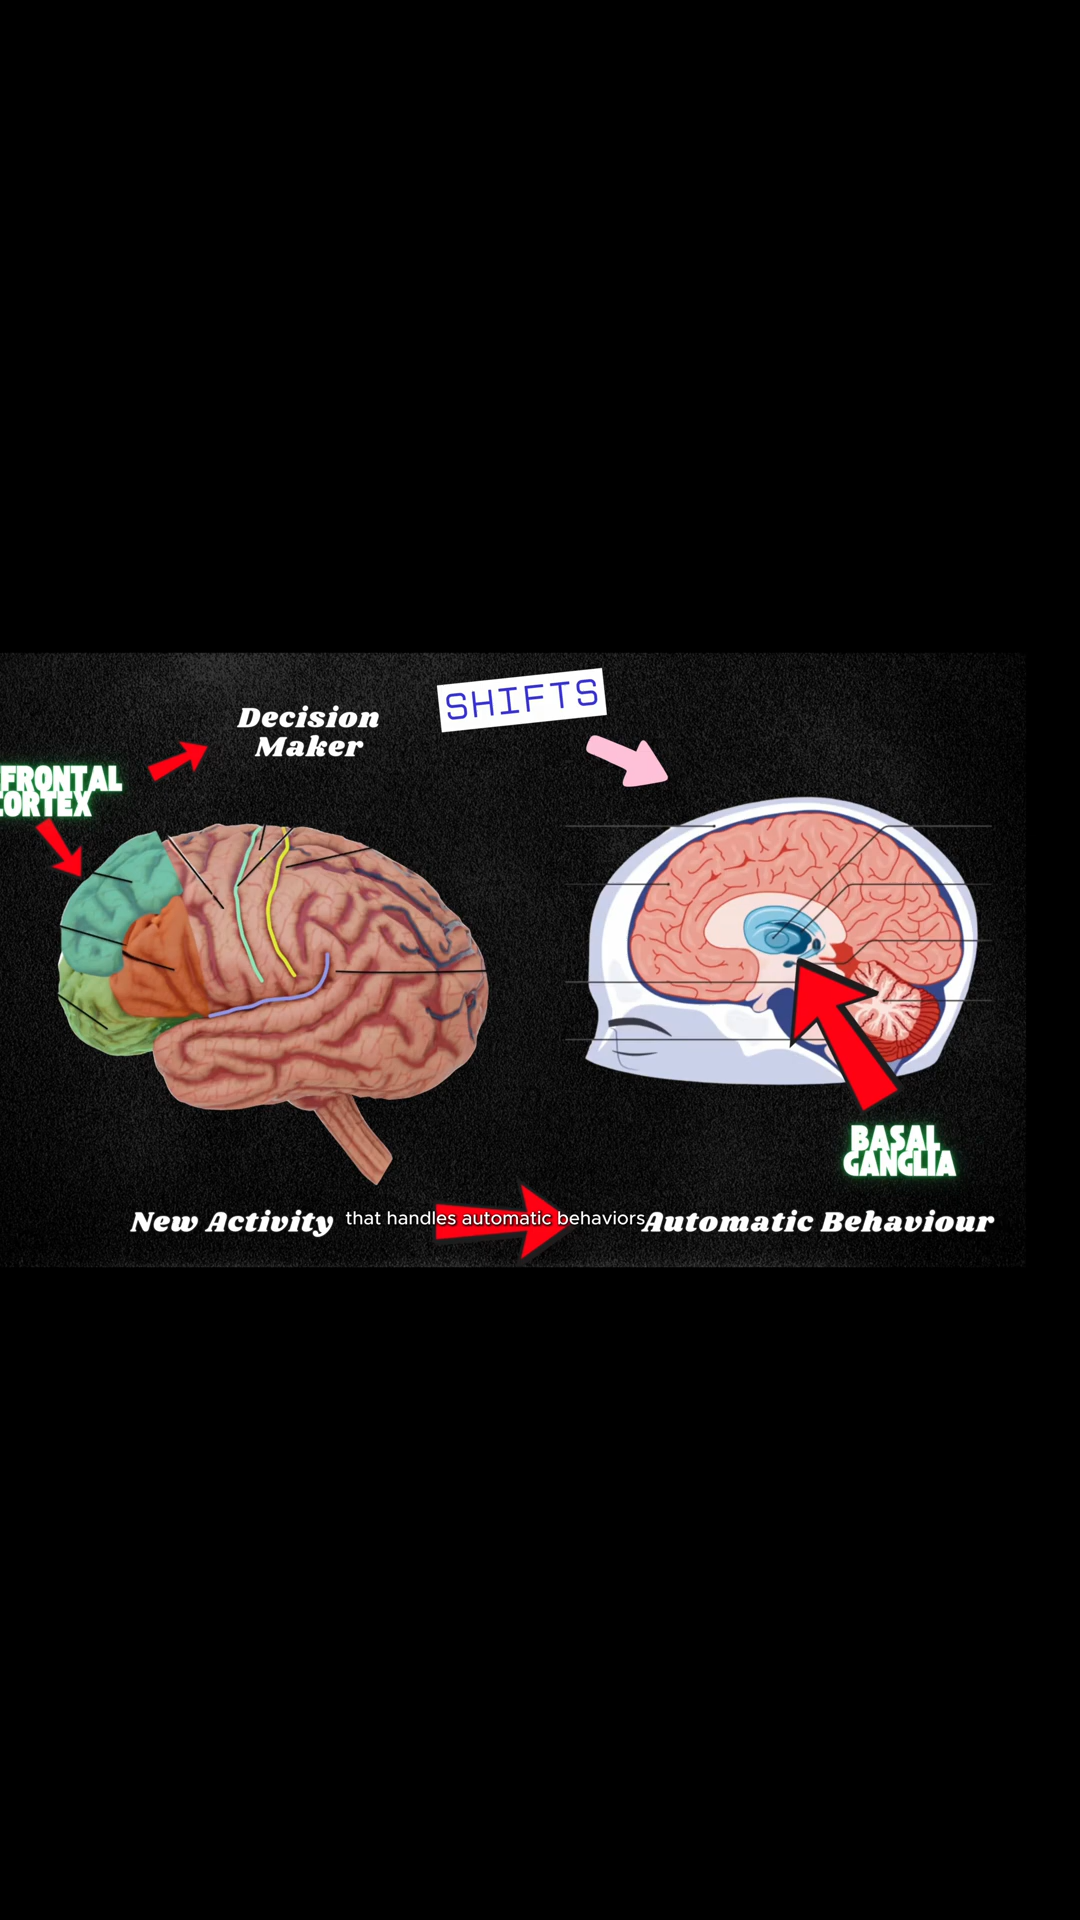 SHIFTS
Decision
Maker
FRONTAL
CORTEX
BASAL
GANGLIA
New Activity
that handles automatic behaviors
Automatic Behaviour